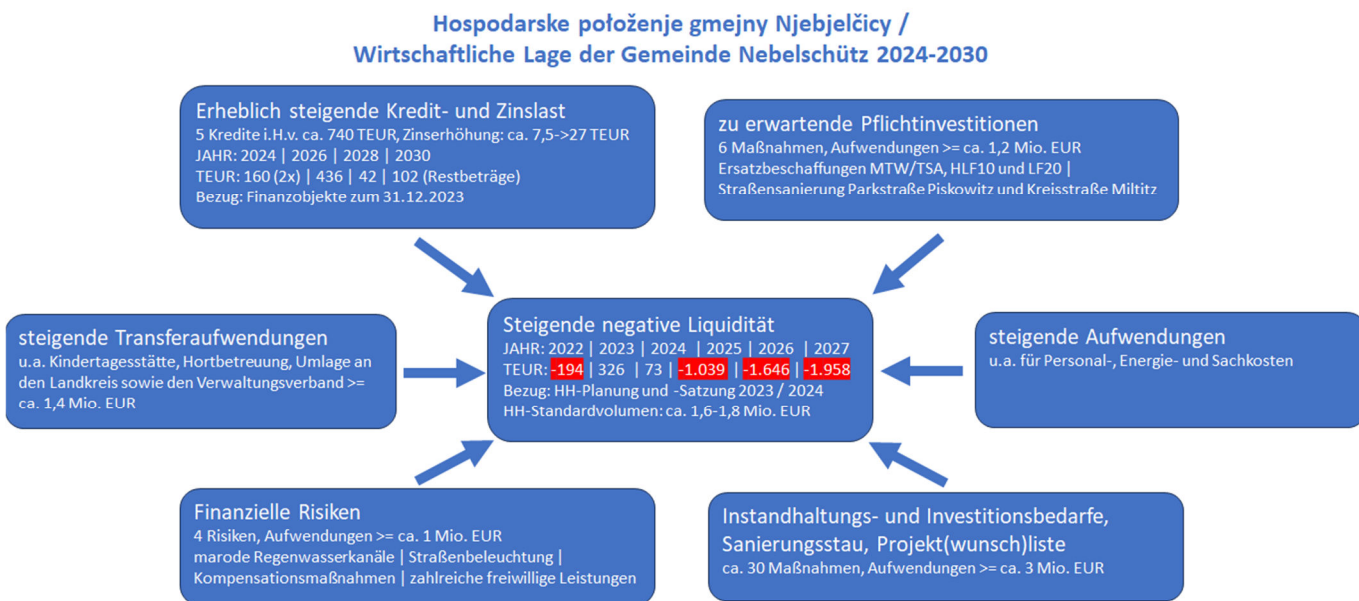 Hospodarske położenje gmejny Njebjelčicy /
Wirtschaftliche Lage der Gemeinde Nebelschütz 2024-2030
Erheblich steigende Kredit- und Zinslast
5 Kredite i.H.v. ca. 740 TEUR, Zinserhöhung: ca. 7,5->27 TEUR
JAHR: 2024 | 2026 | 2028 | 2030
TEUR: 160 (2x) | 436 | 42 | 102 (Restbeträge)
Bezug: Finanzobjekte zum 31.12.2023
zu erwartende Pflichtinvestitionen
6 Maßnahmen, Aufwendungen >= ca. 1,2 Mio. EUR
Ersatzbeschaffungen MTW/TSA, HLF10 und LF20 |
Straßensanierung Parkstraße Piskowitz und Kreisstraße Miltitz
steigende Transferaufwendungen
u.a. Kindertagesstätte, Hortbetreuung, Umlage an
den Landkreis sowie den Verwaltungsverband >=
ca. 1,4 Mio. EUR
Steigende negative Liquidität
JAHR: 2022 | 2023 | 2024 | 2025 | 2026 | 2027
TEUR: -194 | 326 | 73 | -1.039 | -1.646 | -1.958
Bezug: HH-Planung und -Satzung 2023 / 2024
HH-Standardvolumen: ca. 1,6-1,8 Mio. EUR
steigende Aufwendungen
u.a. für Personal-, Energie- und Sachkosten
Finanzielle Risiken
4 Risiken, Aufwendungen >= ca. 1 Mio. EUR
marode Regenwasserkanäle | Straßenbeleuchtung |
Kompensationsmaßnahmen | zahlreiche freiwillige Leistungen
Instandhaltungs- und Investitionsbedarfe,
Sanierungsstau, Projekt(wunsch)liste
ca. 30 Maßnahmen, Aufwendungen >= ca. 3 Mio. EUR